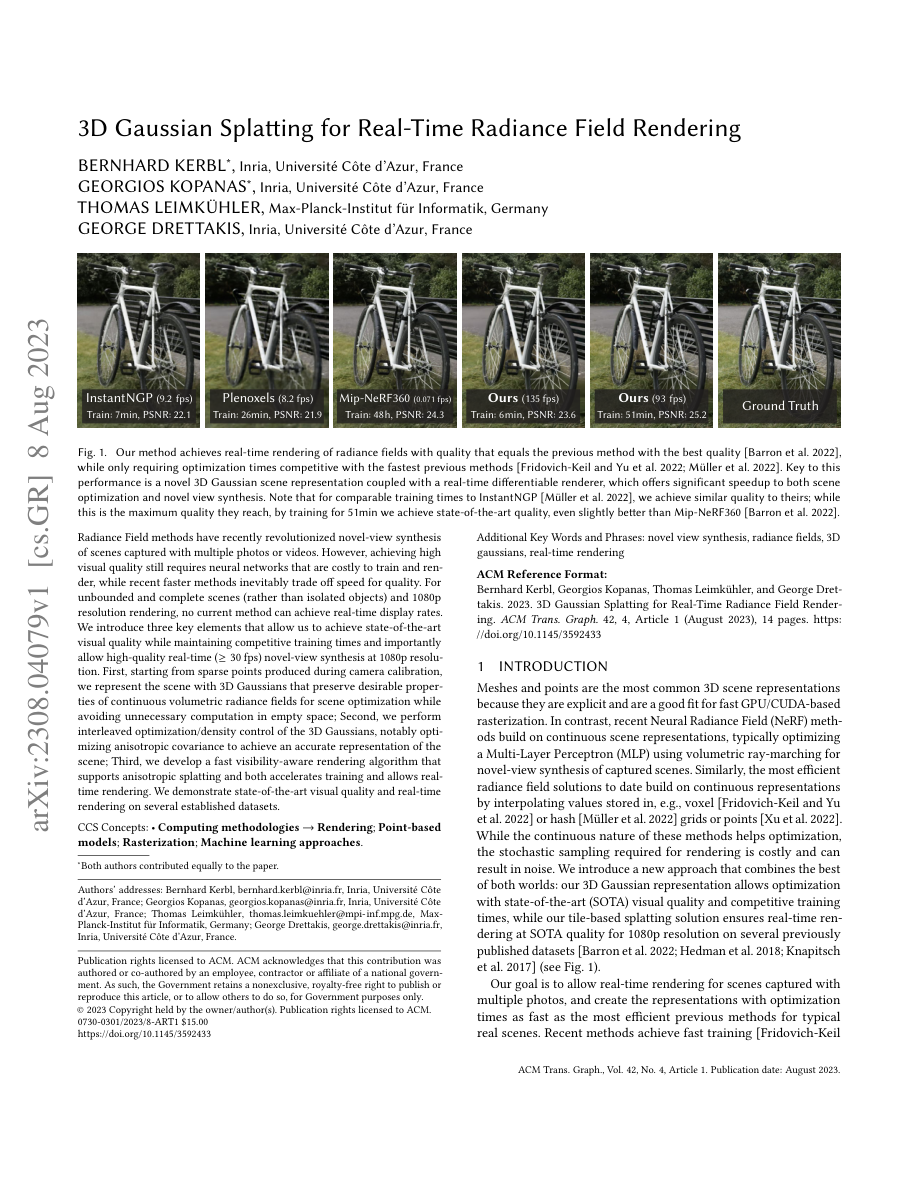 arXiv:2308.04079v1 [cs.GR] 8 Aug 2023
3D Gaussian Splatting for Real-Time Radiance Field Rendering
BERNHARD KERBL*, Inria, Université Côte d'Azur, France
GEORGIOS KOPANAS*, Inria, Université Côte d'Azur, France
THOMAS LEIMKÜHLER, Max-Planck-Institut für Informatik, Germany
GEORGE DRETTAKIS, Inria, Université Côte d'Azur, France
InstantNGP (9.2 fps)
Train: 7min, PSNR: 22.1
Plenoxels (8.2 fps)
Train: 26min, PSNR: 21.9
Mip-NeRF360 (0.071 fps)
Train: 48h, PSNR: 24.3
Ours (135 fps)
Train: 6min, PSNR: 23.6
Ours (93 fps)
Train: 51min, PSNR: 25.2
Ground Truth
Fig. 1. Our method achieves real-time rendering of radiance fields with quality that equals the previous method with the best quality [Barron et al. 2022],
while only requiring optimization times competitive with the fastest previous methods [Fridovich-Keil and Yu et al. 2022; Müller et al. 2022]. Key to this
performance is a novel 3D Gaussian scene representation coupled with a real-time differentiable renderer, which offers significant speedup to both scene
optimization and novel view synthesis. Note that for comparable training times to InstantNGP [Müller et al. 2022], we achieve similar quality to theirs; while
this is the maximum quality they reach, by training for 51min we achieve state-of-the-art quality, even slightly better than Mip-NeRF360 [Barron et al. 2022].
Radiance Field methods have recently revolutionized novel-view synthesis
of scenes captured with multiple photos or videos. However, achieving high
visual quality still requires neural networks that are costly to train and ren-
der, while recent faster methods inevitably trade off speed for quality. For
unbounded and complete scenes (rather than isolated objects) and 1080p
resolution rendering, no current method can achieve real-time display rates.
We introduce three key elements that allow us to achieve state-of-the-art
visual quality while maintaining competitive training times and importantly
allow high-quality real-time (≥ 30 fps) novel-view synthesis at 1080p resolu-
tion. First, starting from sparse points produced during camera calibration,
we represent the scene with 3D Gaussians that preserve desirable proper-
ties of continuous volumetric radiance fields for scene optimization while
avoiding unnecessary computation in empty space; Second, we perform
interleaved optimization/density control of the 3D Gaussians, notably opti-
mizing anisotropic covariance to achieve an accurate representation of the
scene; Third, we develop a fast visibility-aware rendering algorithm that
supports anisotropic splatting and both accelerates training and allows real-
time rendering. We demonstrate state-of-the-art visual quality and real-time
rendering on several established datasets.
CCS Concepts: • Computing methodologies → Rendering; Point-based
models; Rasterization; Machine learning approaches.
*Both authors contributed equally to the paper.
Authors' addresses: Bernhard Kerbl, bernhard.kerbl@inria.fr, Inria, Université Côte
d'Azur, France; Georgios Kopanas, georgios.kopanas@inria.fr, Inria, Université Côte
d'Azur, France; Thomas Leimkühler, thomas.leimkuehler@mpi-inf.mpg.de, Max-
Planck-Institut für Informatik, Germany; George Drettakis, george.drettakis@inria.fr,
Inria, Université Côte d'Azur, France.
Publication rights licensed to ACM. ACM acknowledges that this contribution was
authored or co-authored by an employee, contractor or affiliate of a national govern-
ment. As such, the Government retains a nonexclusive, royalty-free right to publish or
reproduce this article, or to allow others to do so, for Government purposes only.
© 2023 Copyright held by the owner/author(s). Publication rights licensed to ACM.
0730-0301/2023/8-ART1 $15.00
https://doi.org/10.1145/3592433
Additional Key Words and Phrases: novel view synthesis, radiance fields, 3D
gaussians, real-time rendering
ACM Reference Format:
Bernhard Kerbl, Georgios Kopanas, Thomas Leimkühler, and George Dret-
takis. 2023. 3D Gaussian Splatting for Real-Time Radiance Field Render-
ing. ACM Trans. Graph. 42, 4, Article 1 (August 2023), 14 pages. https:
//doi.org/10.1145/3592433
1 INTRODUCTION
Meshes and points are the most common 3D scene representations
because they are explicit and are a good fit for fast GPU/CUDA-based
rasterization. In contrast, recent Neural Radiance Field (NeRF) meth-
ods build on continuous scene representations, typically optimizing
a Multi-Layer Perceptron (MLP) using volumetric ray-marching for
novel-view synthesis of captured scenes. Similarly, the most efficient
radiance field solutions to date build on continuous representations
by interpolating values stored in, e.g., voxel [Fridovich-Keil and Yu
et al. 2022] or hash [Müller et al. 2022] grids or points [Xu et al. 2022].
While the continuous nature of these methods helps optimization,
the stochastic sampling required for rendering is costly and can
result in noise. We introduce a new approach that combines the best
of both worlds: our 3D Gaussian representation allows optimization
with state-of-the-art (SOTA) visual quality and competitive training
times, while our tile-based splatting solution ensures real-time ren-
dering at SOTA quality for 1080p resolution on several previously
published datasets [Barron et al. 2022; Hedman et al. 2018; Knapitsch
et al. 2017] (see Fig. 1).
Our goal is to allow real-time rendering for scenes captured with
multiple photos, and create the representations with optimization
times as fast as the most efficient previous methods for typical
real scenes. Recent methods achieve fast training [Fridovich-Keil
ACM Trans. Graph., Vol. 42, No. 4, Article 1. Publication date: August 2023.